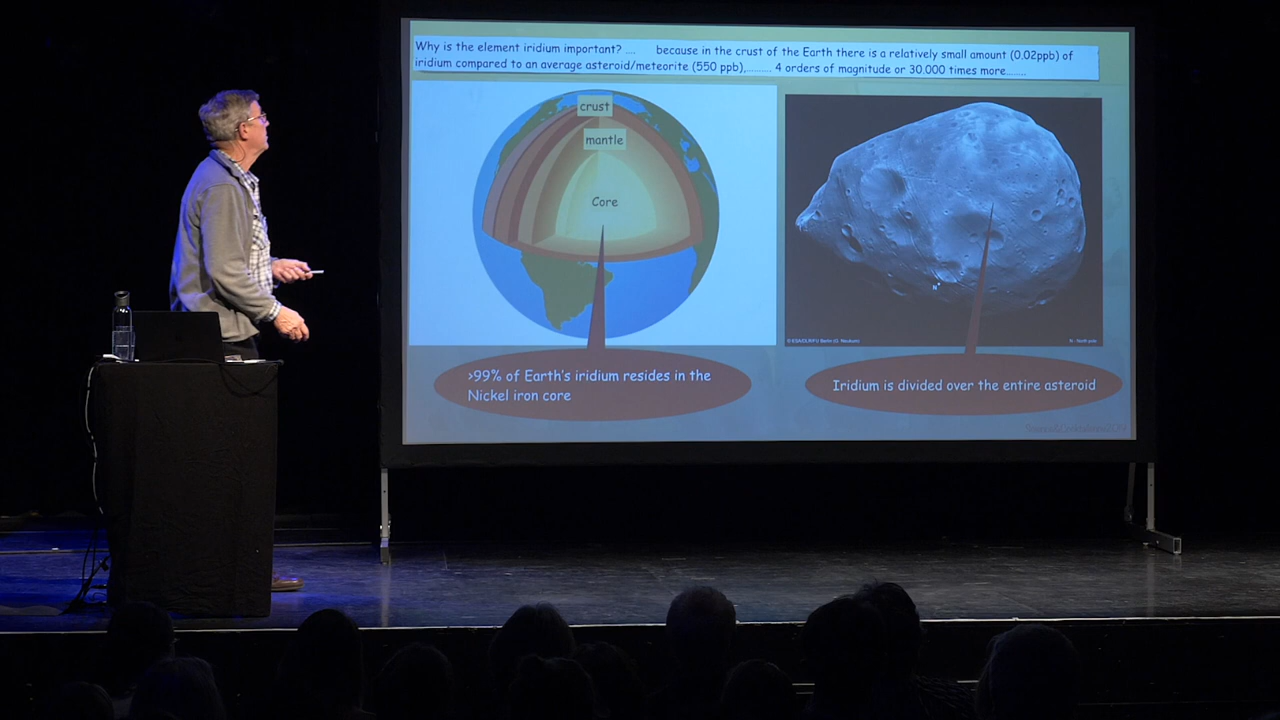 Why is the element iridium important? .... because in the crust of the Earth there is a relatively small amount (0.02ppb) of
iridium compared to an average asteroid/meteorite (550 ppb),......... 4 orders of magnitude or 30.000 times more........
crust
mantle
Core
N
© ESA/DLR/FU Berlin (G. Neukum)
N - North pole
>99% of Earth's iridium resides in the
Nickel iron core
Iridium is divided over the entire asteroid